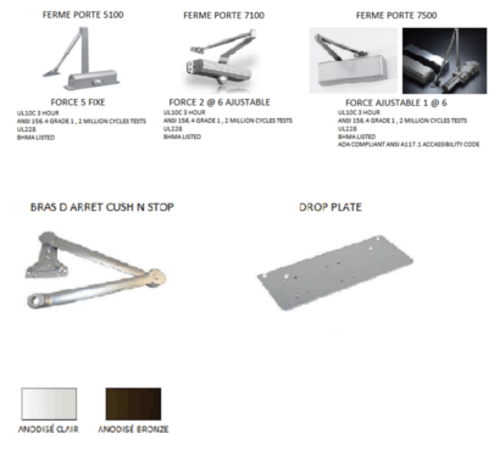 FERME PORTE 5100
FERME PORTE 7100
FERME PORTE 7500
FORCE 5 FIXE
UL10C 3 HOUR
ANSI 156.4 GRADE 1 , 2 MILLION CYCLES TESTS
UL228
BHMA LISTED
FORCE 2 @ 6 AJUSTABLE
UL10C 3 HOUR
ANSI 156.4 GRADE 1 , 2 MILLION CYCLES TESTS
UL228
BHMA LISTED
FORCE AJUSTABLE 1 @ 6
UL10C 3 HOUR
ANSI 156.4 GRADE 1 , 2 MILLION CYCLES TESTS
UL228
BHMA LISTED
ADA COMPLIANT ANSI A117.1 ACCASSIBILITY CODE
BRAS D ARRET CUSH N STOP
DROP PLATE
ANODISÉ CLAIR
ANODISÉ BRONZE